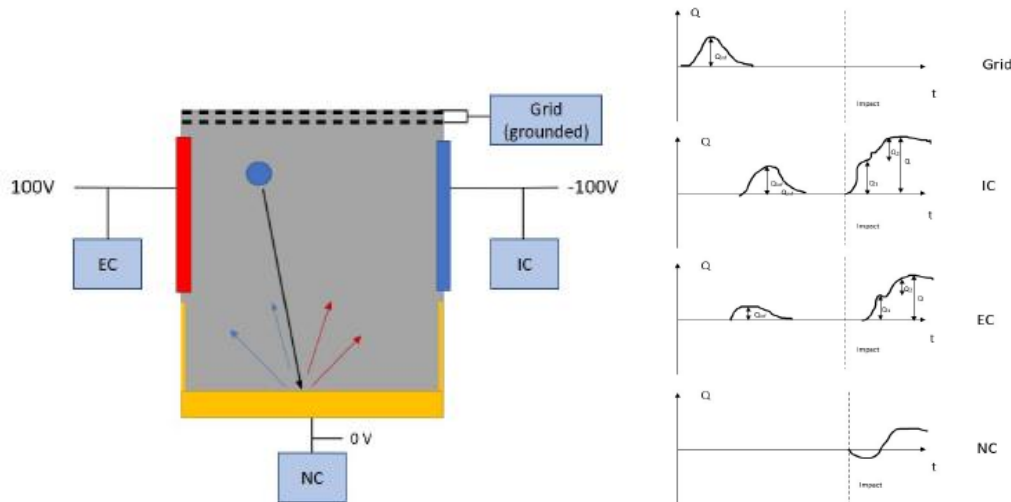 Grid
(grounded)
100V
-100V
EC
IC
0 V
NC
Q
t
Impact
Grid
Q
t
Impact
IC
Q
t
Impact
EC
Q
t
Impact
NC